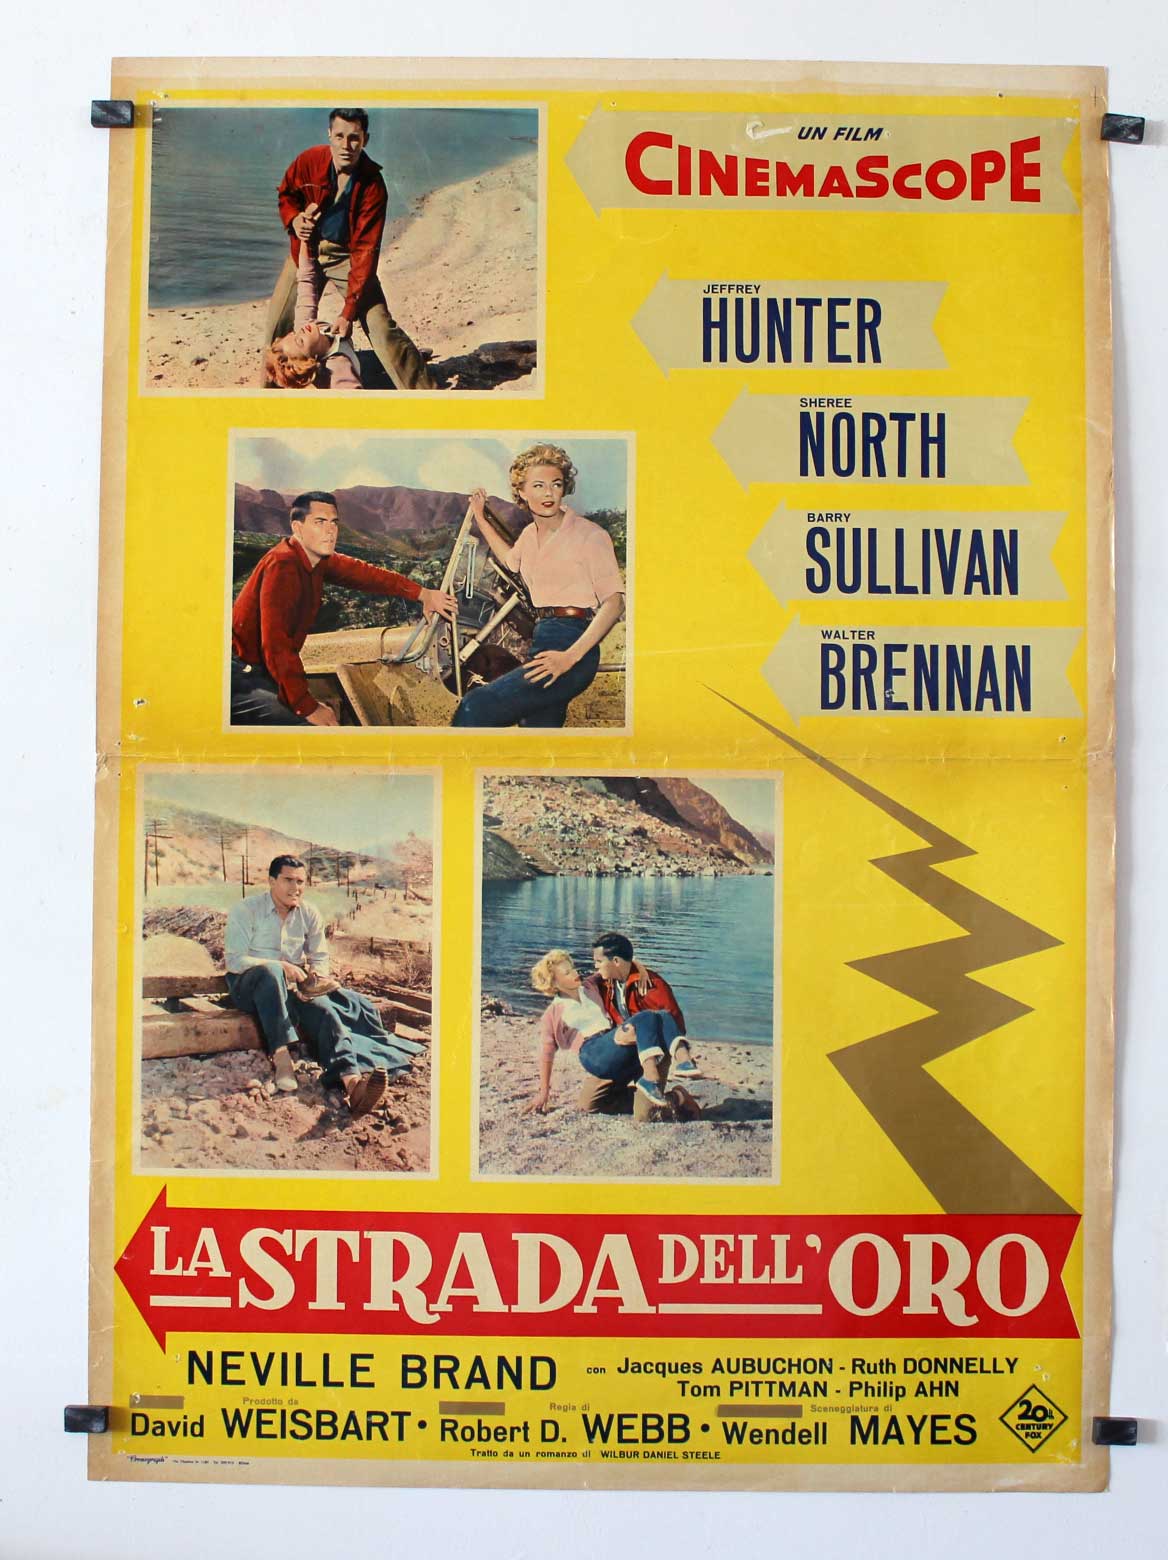 UN FILM
CINEMASCOPE
JEFFREY
HUNTER
SHEREE
NORTH
BARRY
SULLIVAN
WALTER
BRENNAN
LA STRADA DELL'ORO
NEVILLE BRAND con Jacques AUBUCHON - Ruth DONNELLY
Tom PITTMAN - Philip AHN
Prodotto da
David WEISBART •
Regia di
Robert D. WEBB •
Sceneggiatura di
Wendell MAYES
Tratto da un romanzo di WILBUR DANIEL STEELE
20th
CENTURY
FOX